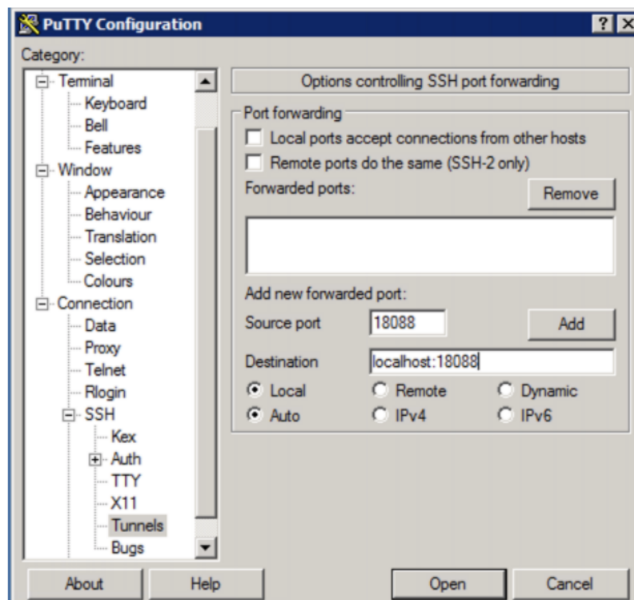 PuTTY Configuration
Category:
Terminal
Keyboard
Bell
Features
Window
Appearance
Behaviour
Translation
Selection
Colours
Connection
Data
Proxy
Telnet
Rlogin
SSH
Kex
Auth
TTY
X11
Tunnels
Bugs
Options controlling SSH port forwarding
Port forwarding
Local ports accept connections from other hosts
Remote ports do the same (SSH-2 only)
Forwarded ports:
Remove
Add new forwarded port:
Source port 18088 Add
Destination localhost:18088
Local Remote Dynamic
Auto IPv4 IPv6
About Help Open Cancel